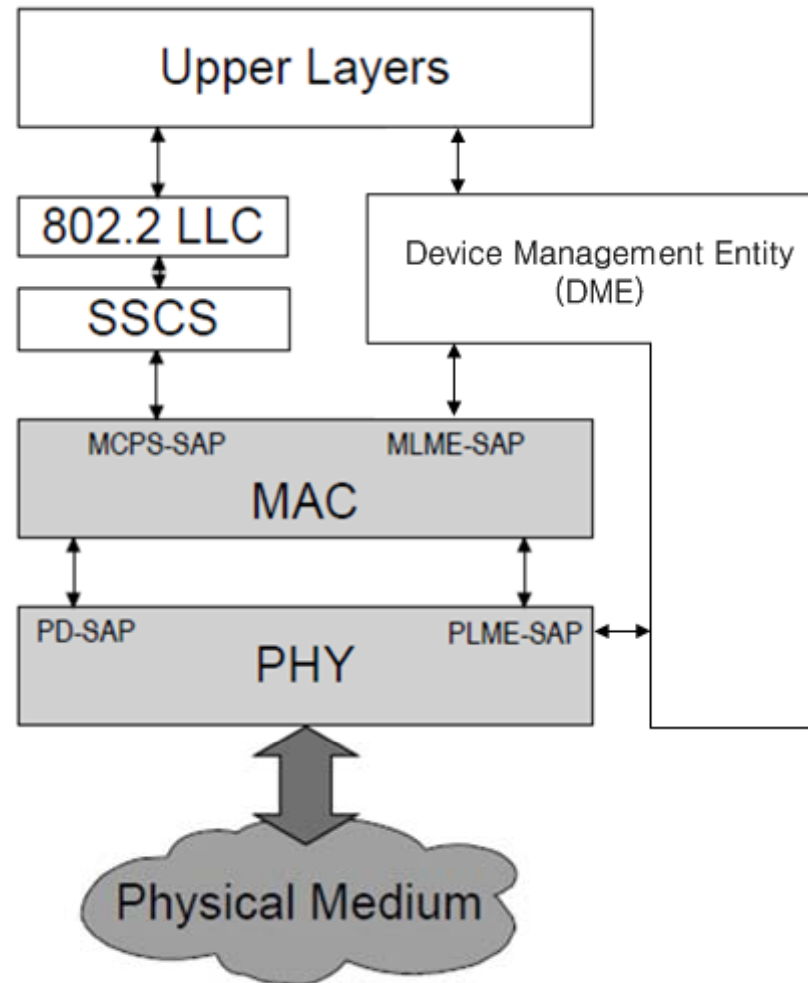 Upper Layers
802.2 LLC
Device Management Entity
(DME)
SSCS
MCPS-SAP
MLME-SAP
MAC
PD-SAP
PLME-SAP
PHY
Physical Medium